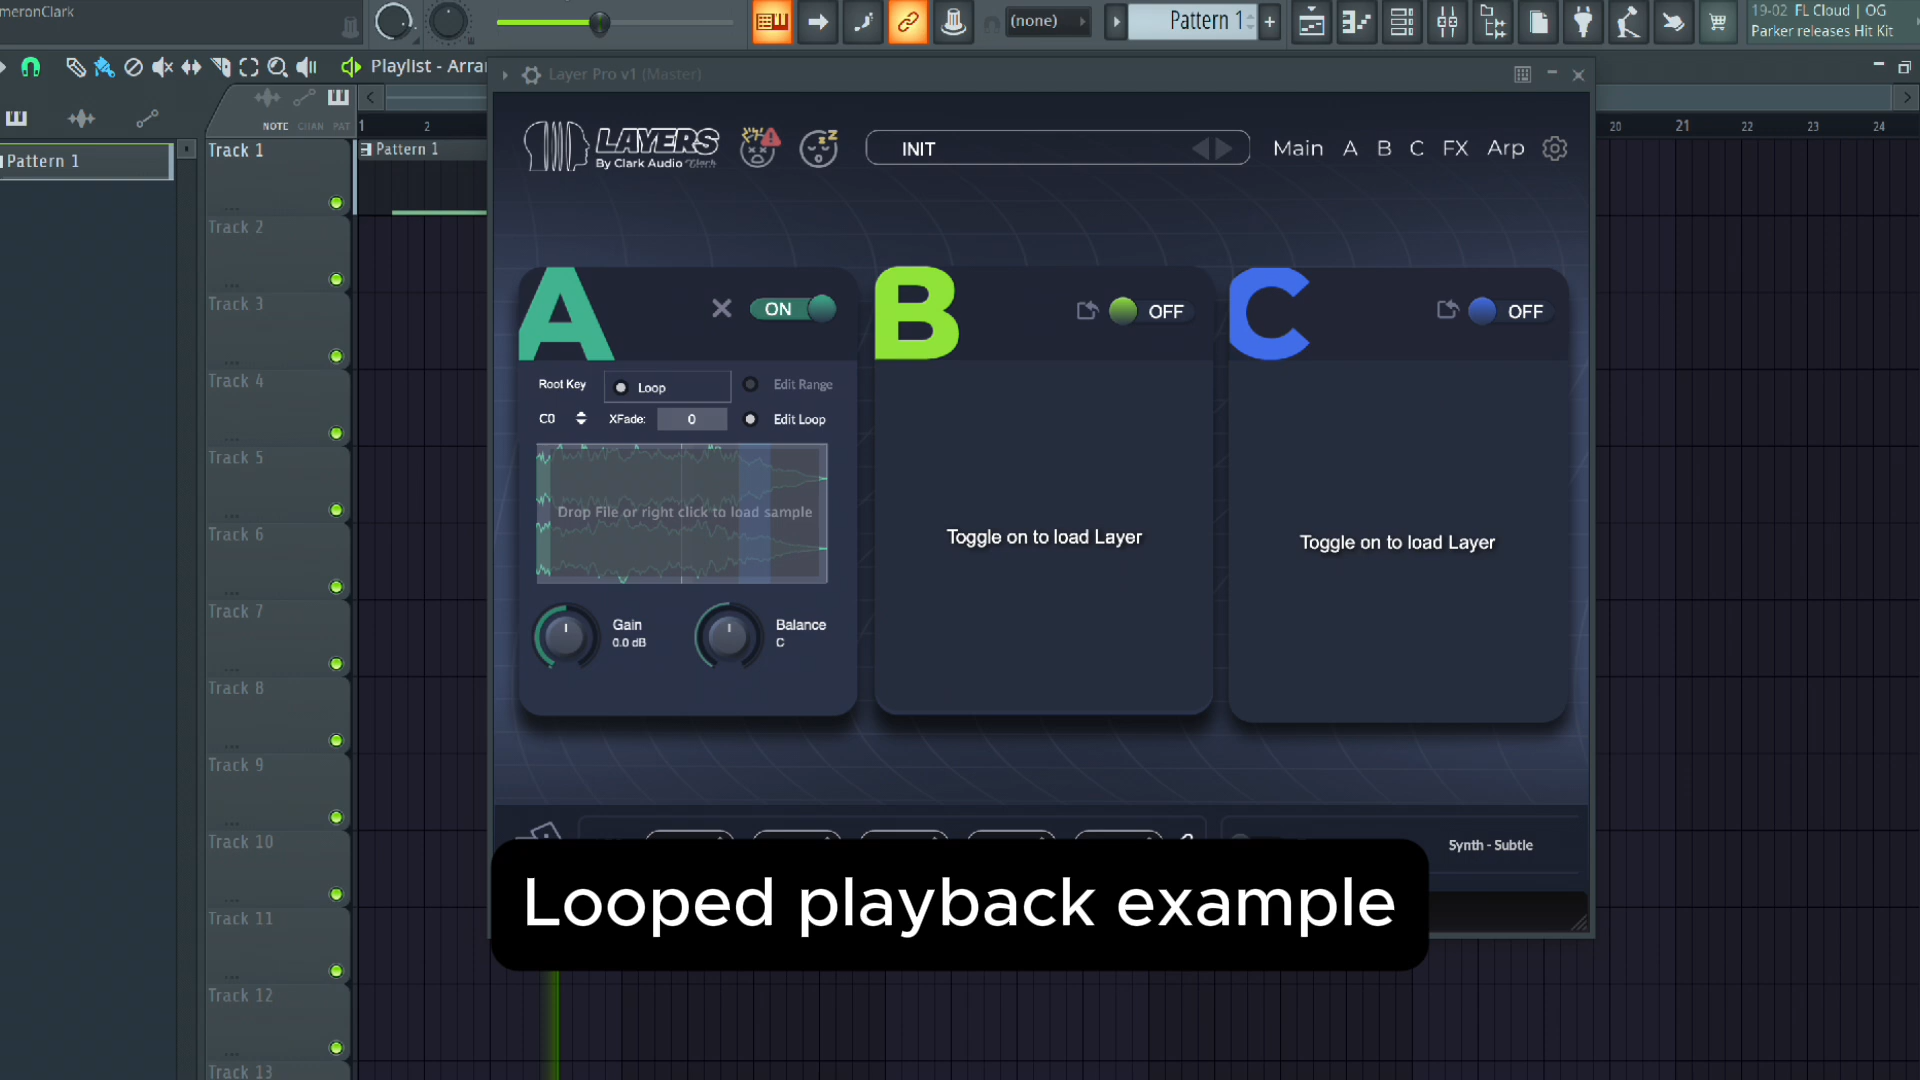 meronClark
(none)
Pattern 1
+
19-02 FL Cloud | OG
Parker releases Hit Kit
Playlist - Arra
Layer Pro v1 (Master)
NOTE CHAN PAT
1 2 20 21 22 23 24
Pattern 1
Track 1
Pattern 1
Track 2
Track 3
Track 4
Track 5
Track 6
Track 7
Track 8
Track 9
Track 10
Track 11
Track 12
Track 13
LAYERS
By Clark Audio
INIT
Main A B C FX Arp
A
ON
B
OFF
C
OFF
Root Key
Loop
Edit Range
C0
XFade:
0
Edit Loop
Drop File or right click to load sample
Gain
0.0 dB
Balance
C
Toggle on to load Layer
Toggle on to load Layer
Synth - Subtle
Looped playback example